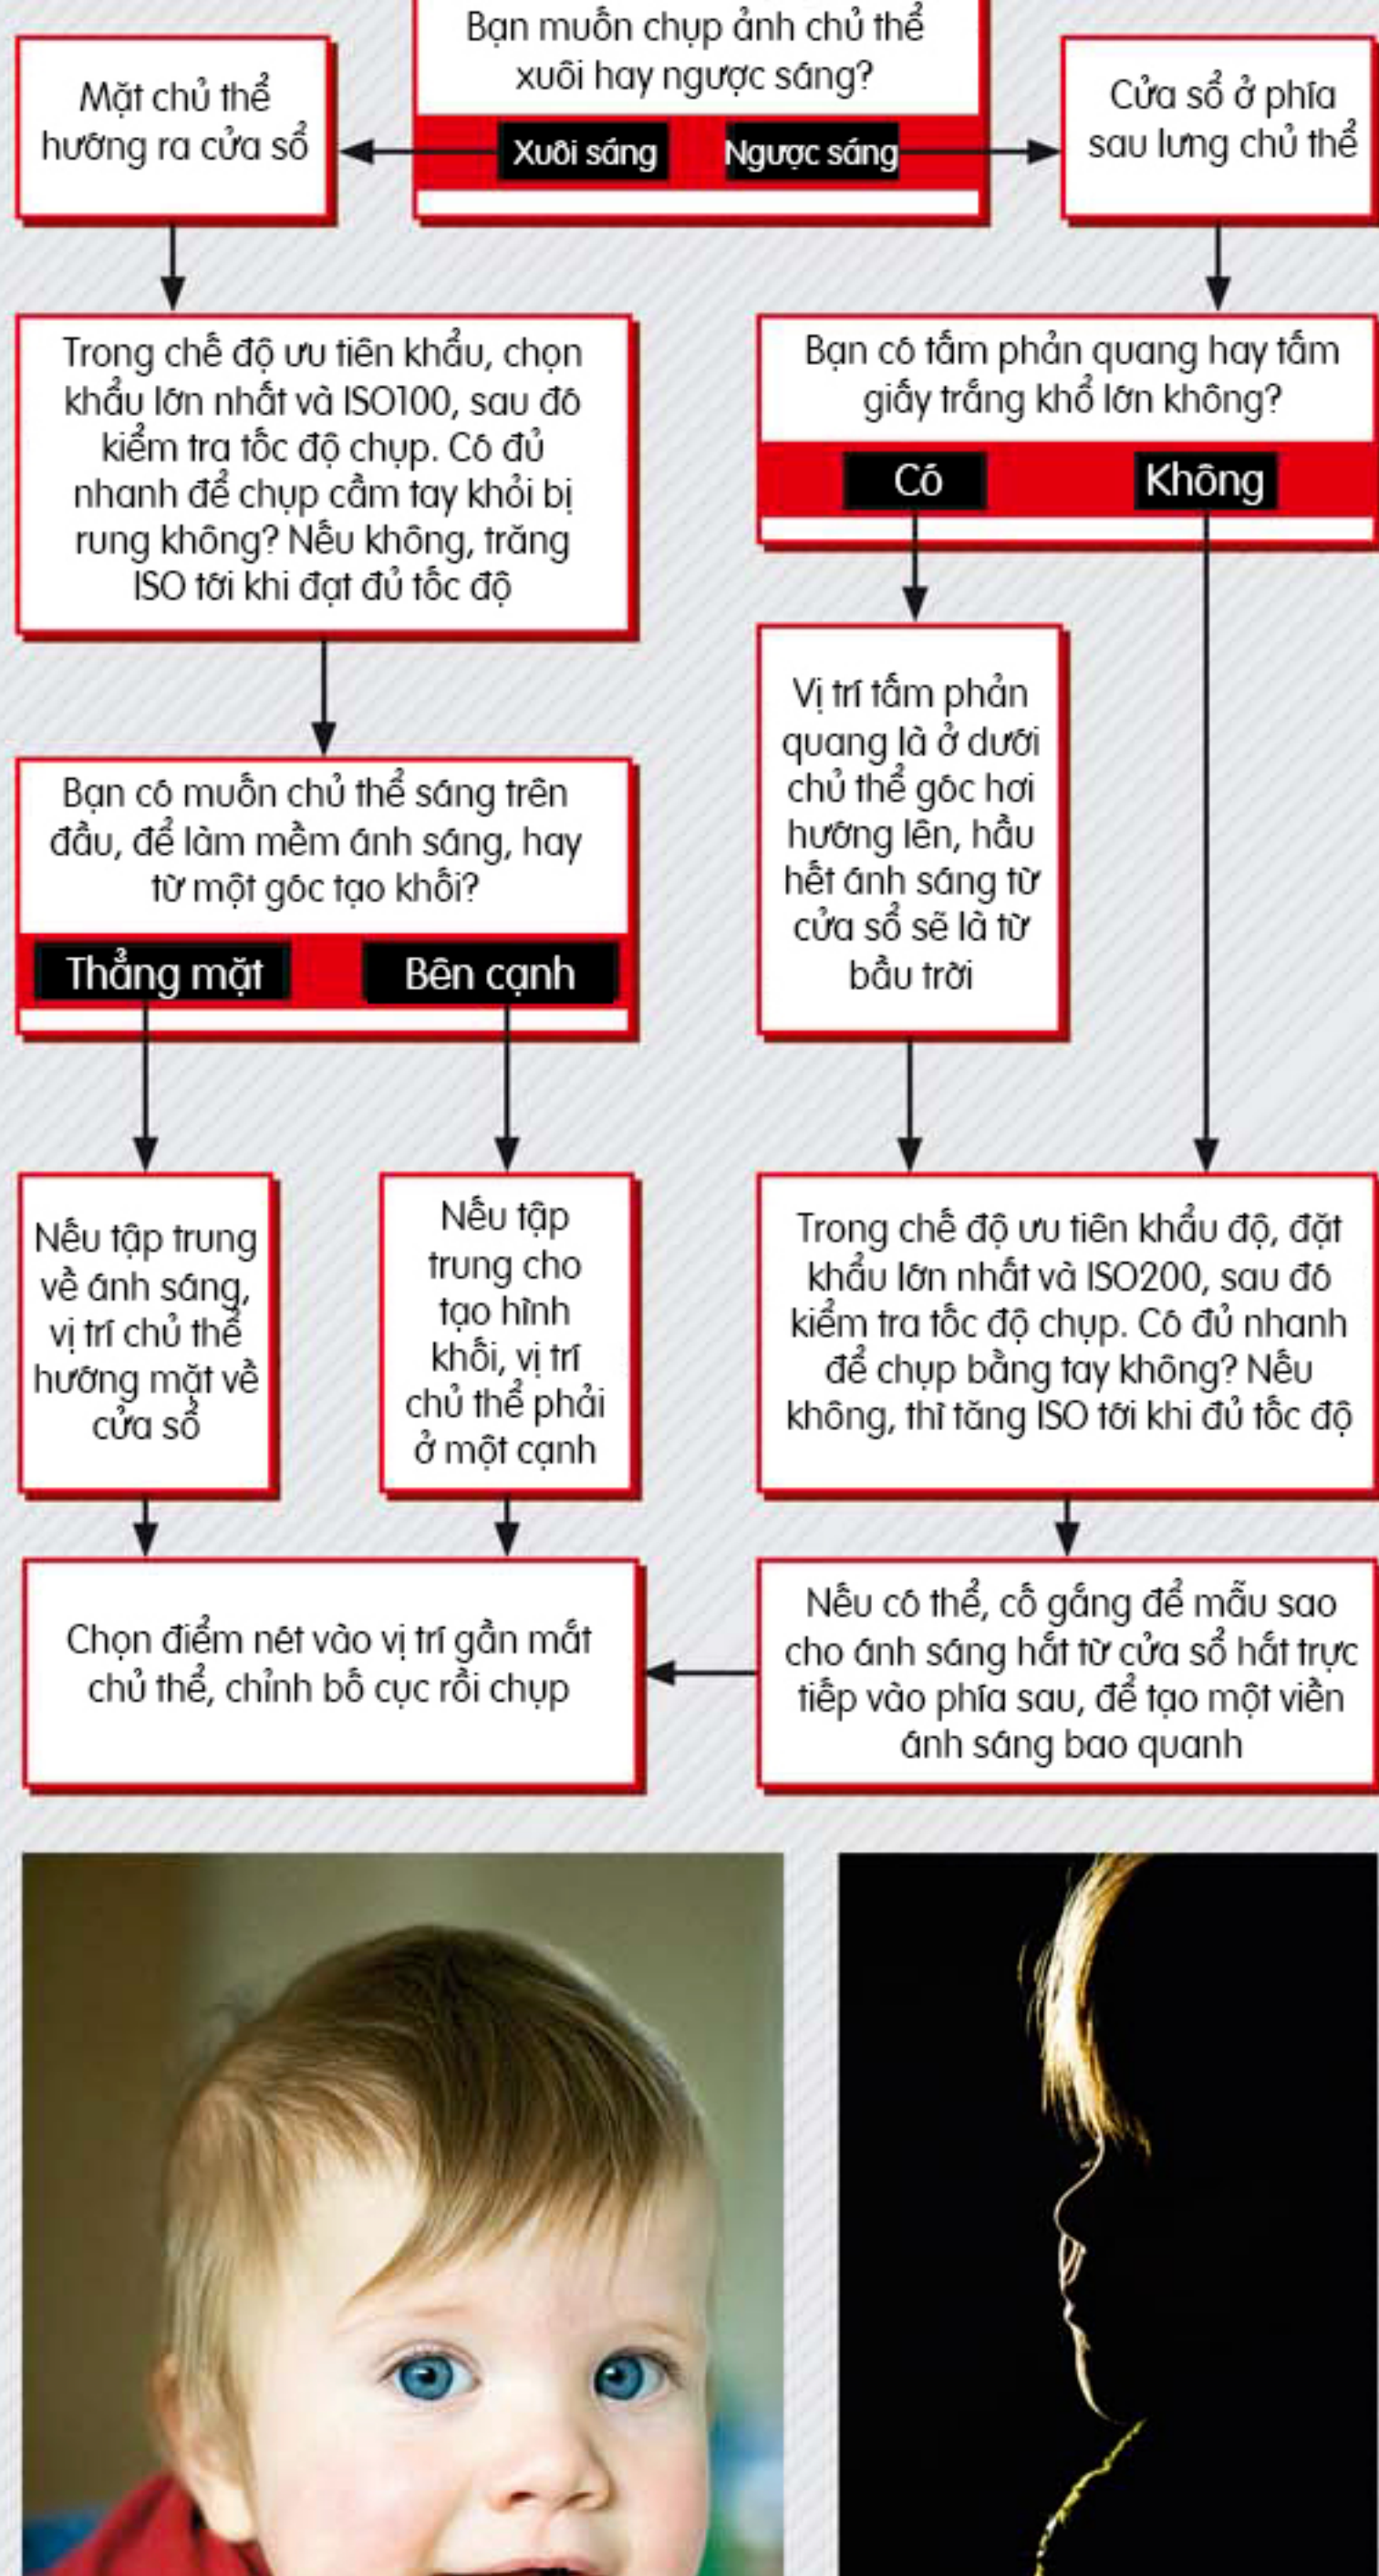 Bạn muốn chụp ảnh chủ thể
xuôi hay ngược sáng?
Xuôi sáng
Ngược sáng
Mặt chủ thể
hướng ra cửa sổ
Cửa sổ ở phía
sau lưng chủ thể
Trong chế độ ưu tiên khẩu, chọn
khẩu lớn nhất và ISO100, sau đó
kiểm tra tốc độ chụp. Có đủ
nhanh để chụp cầm tay khỏi bị
rung không? Nếu không, trăng
ISO tới khi đạt đủ tốc độ
Bạn có tấm phản quang hay tấm
giấy trắng khổ lớn không?
Có
Không
Vị trí tấm phản
quang là ở dưới
chủ thể góc hơi
hướng lên, hầu
hết ánh sáng từ
cửa sổ sẽ là từ
bầu trời
Bạn có muốn chủ thể sáng trên
đầu, để làm mềm ánh sáng, hay
từ một góc tạo khối?
Thẳng mặt
Bên cạnh
Nếu tập trung
về ánh sáng,
vị trí chủ thể
hướng mặt về
cửa sổ
Nếu tập
trung cho
tạo hình
khối, vị trí
chủ thể phải
ở một cạnh
Trong chế độ ưu tiên khẩu độ, đặt
khẩu lớn nhất và ISO200, sau đó
kiểm tra tốc độ chụp. Có đủ nhanh
để chụp bằng tay không? Nếu
không, thì tăng ISO tới khi đủ tốc độ
Chọn điểm nét vào vị trí gần mắt
chủ thể, chỉnh bố cục rồi chụp
Nếu có thể, cố gắng để mẫu sao
cho ánh sáng hắt từ cửa sổ hắt trực
tiếp vào phía sau, để tạo một viền
ánh sáng bao quanh